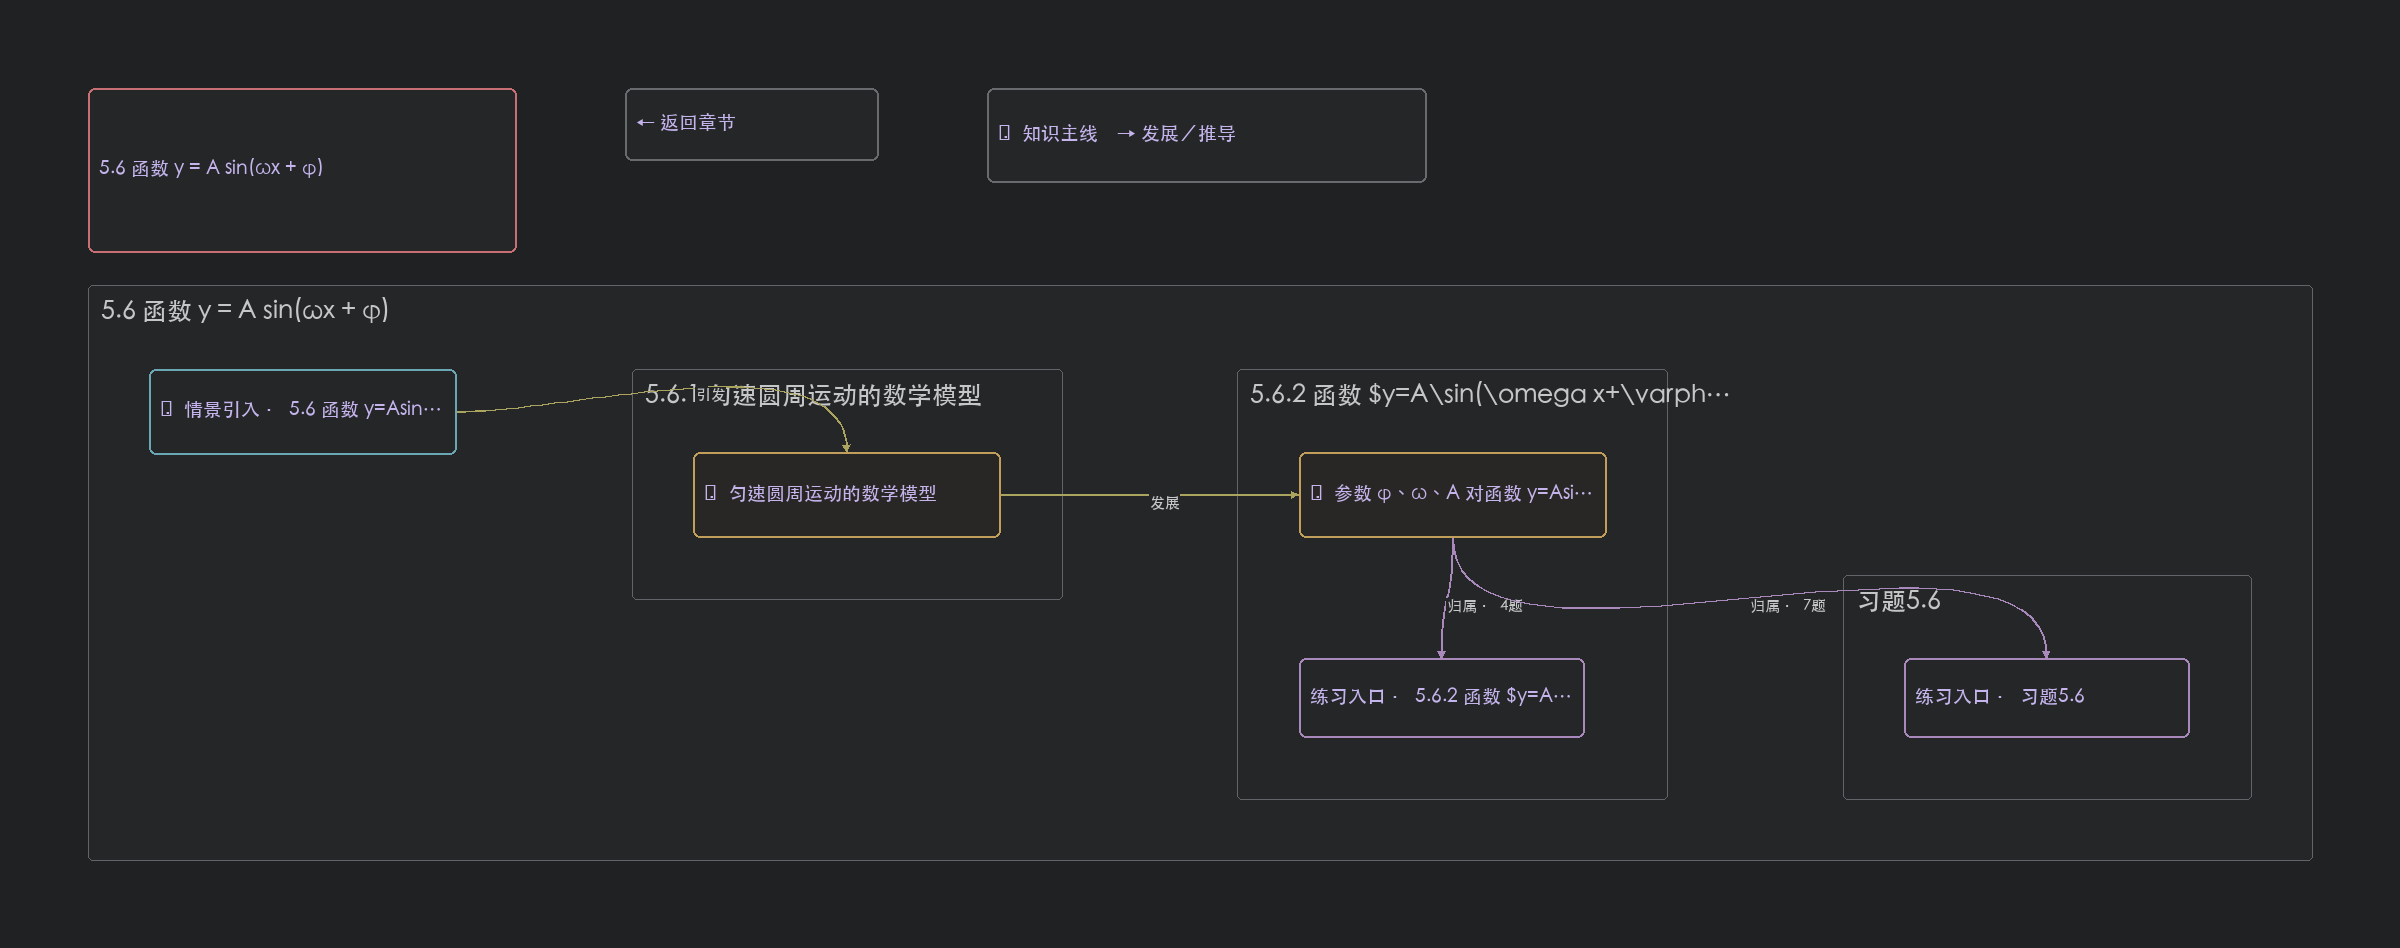 5.6 函数 y = A sin(ωx + φ)
← 返回章节
知识主线 → 发展／推导
5.6 函数 y = A sin(ωx + φ)
情景引入 · 5.6 函数 y=Asin…
引发
5.6.1 匀速圆周运动的数学模型
匀速圆周运动的数学模型
发展
5.6.2 函数 $y=A\sin(\omega x+\varph…
参数 φ、ω、A 对函数 y=Asi…
归属 · 4题
归属 · 7题
习题5.6
练习入口 · 5.6.2 函数 $y=A…
练习入口 · 习题5.6